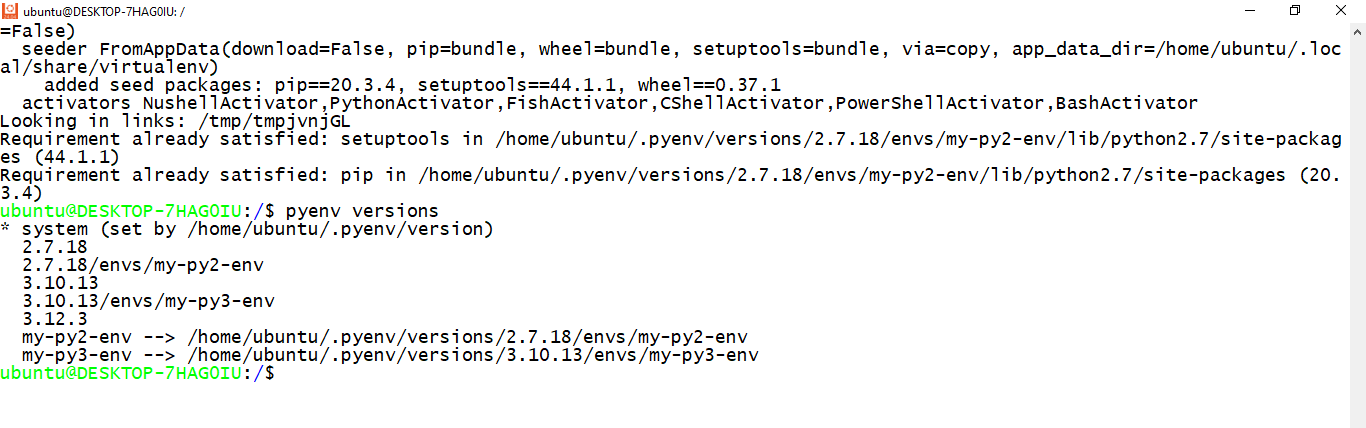 ubuntu@DESKTOP-7HAG0IU: /
=False)
  seeder FromAppData(download=False, pip=bundle, wheel=bundle, setuptools=bundle, via=copy, app_data_dir=/home/ubuntu/.loc
al/share/virtualenv)
    added seed packages: pip==20.3.4, setuptools==44.1.1, wheel==0.37.1
  activators NushellActivator,PythonActivator,FishActivator,CShellActivator,PowerShellActivator,BashActivator
Looking in links: /tmp/tmpjvnjGL
Requirement already satisfied: setuptools in /home/ubuntu/.pyenv/versions/2.7.18/envs/my-py2-env/lib/python2.7/site-packag
es (44.1.1)
Requirement already satisfied: pip in /home/ubuntu/.pyenv/versions/2.7.18/envs/my-py2-env/lib/python2.7/site-packages (20.
3.4)
ubuntu@DESKTOP-7HAG0IU:/$ pyenv versions
* system (set by /home/ubuntu/.pyenv/version)
  2.7.18
  2.7.18/envs/my-py2-env
  3.10.13
  3.10.13/envs/my-py3-env
  3.12.3
  my-py2-env --> /home/ubuntu/.pyenv/versions/2.7.18/envs/my-py2-env
  my-py3-env --> /home/ubuntu/.pyenv/versions/3.10.13/envs/my-py3-env
ubuntu@DESKTOP-7HAG0IU:/$